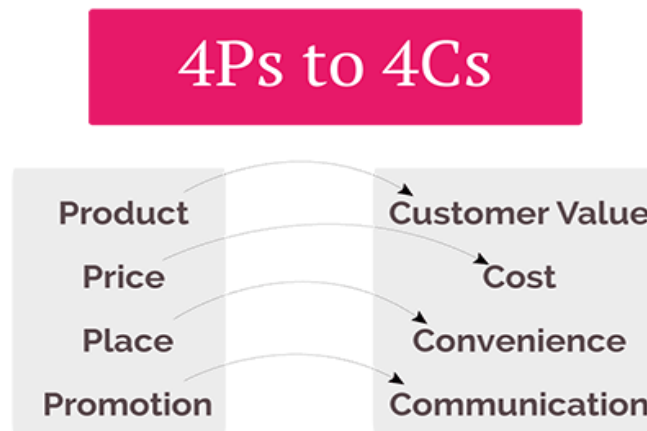 4Ps to 4Cs
Product
Price
Place
Promotion
Customer Value
Cost
Convenience
Communication